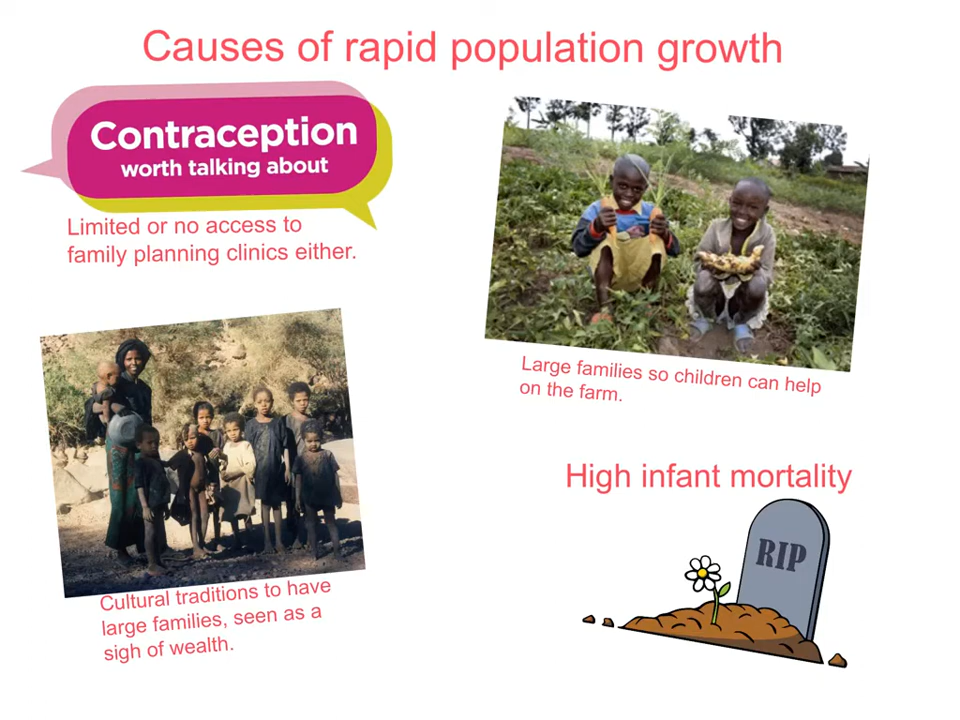 Causes of rapid population growth
Contraception
worth talking about
Limited or no access to
family planning clinics either.
Large families so children can help
on the farm.
Cultural traditions to have
large families, seen as a
sigh of wealth.
High infant mortality
RIP